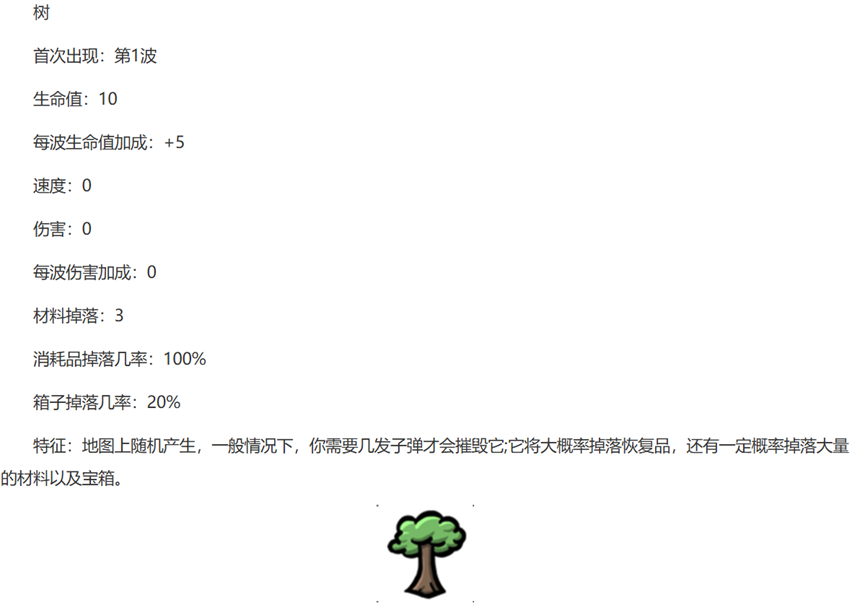 树
首次出现：第1波
生命值：10
每波生命值加成：+5
速度：0
伤害：0
每波伤害加成：0
材料掉落：3
消耗品掉落几率：100%
箱子掉落几率：20%
特征：地图上随机产生，一般情况下，你需要几发子弹才会摧毁它;它将大概率掉落恢复品，还有一定概率掉落大量
的材料以及宝箱。